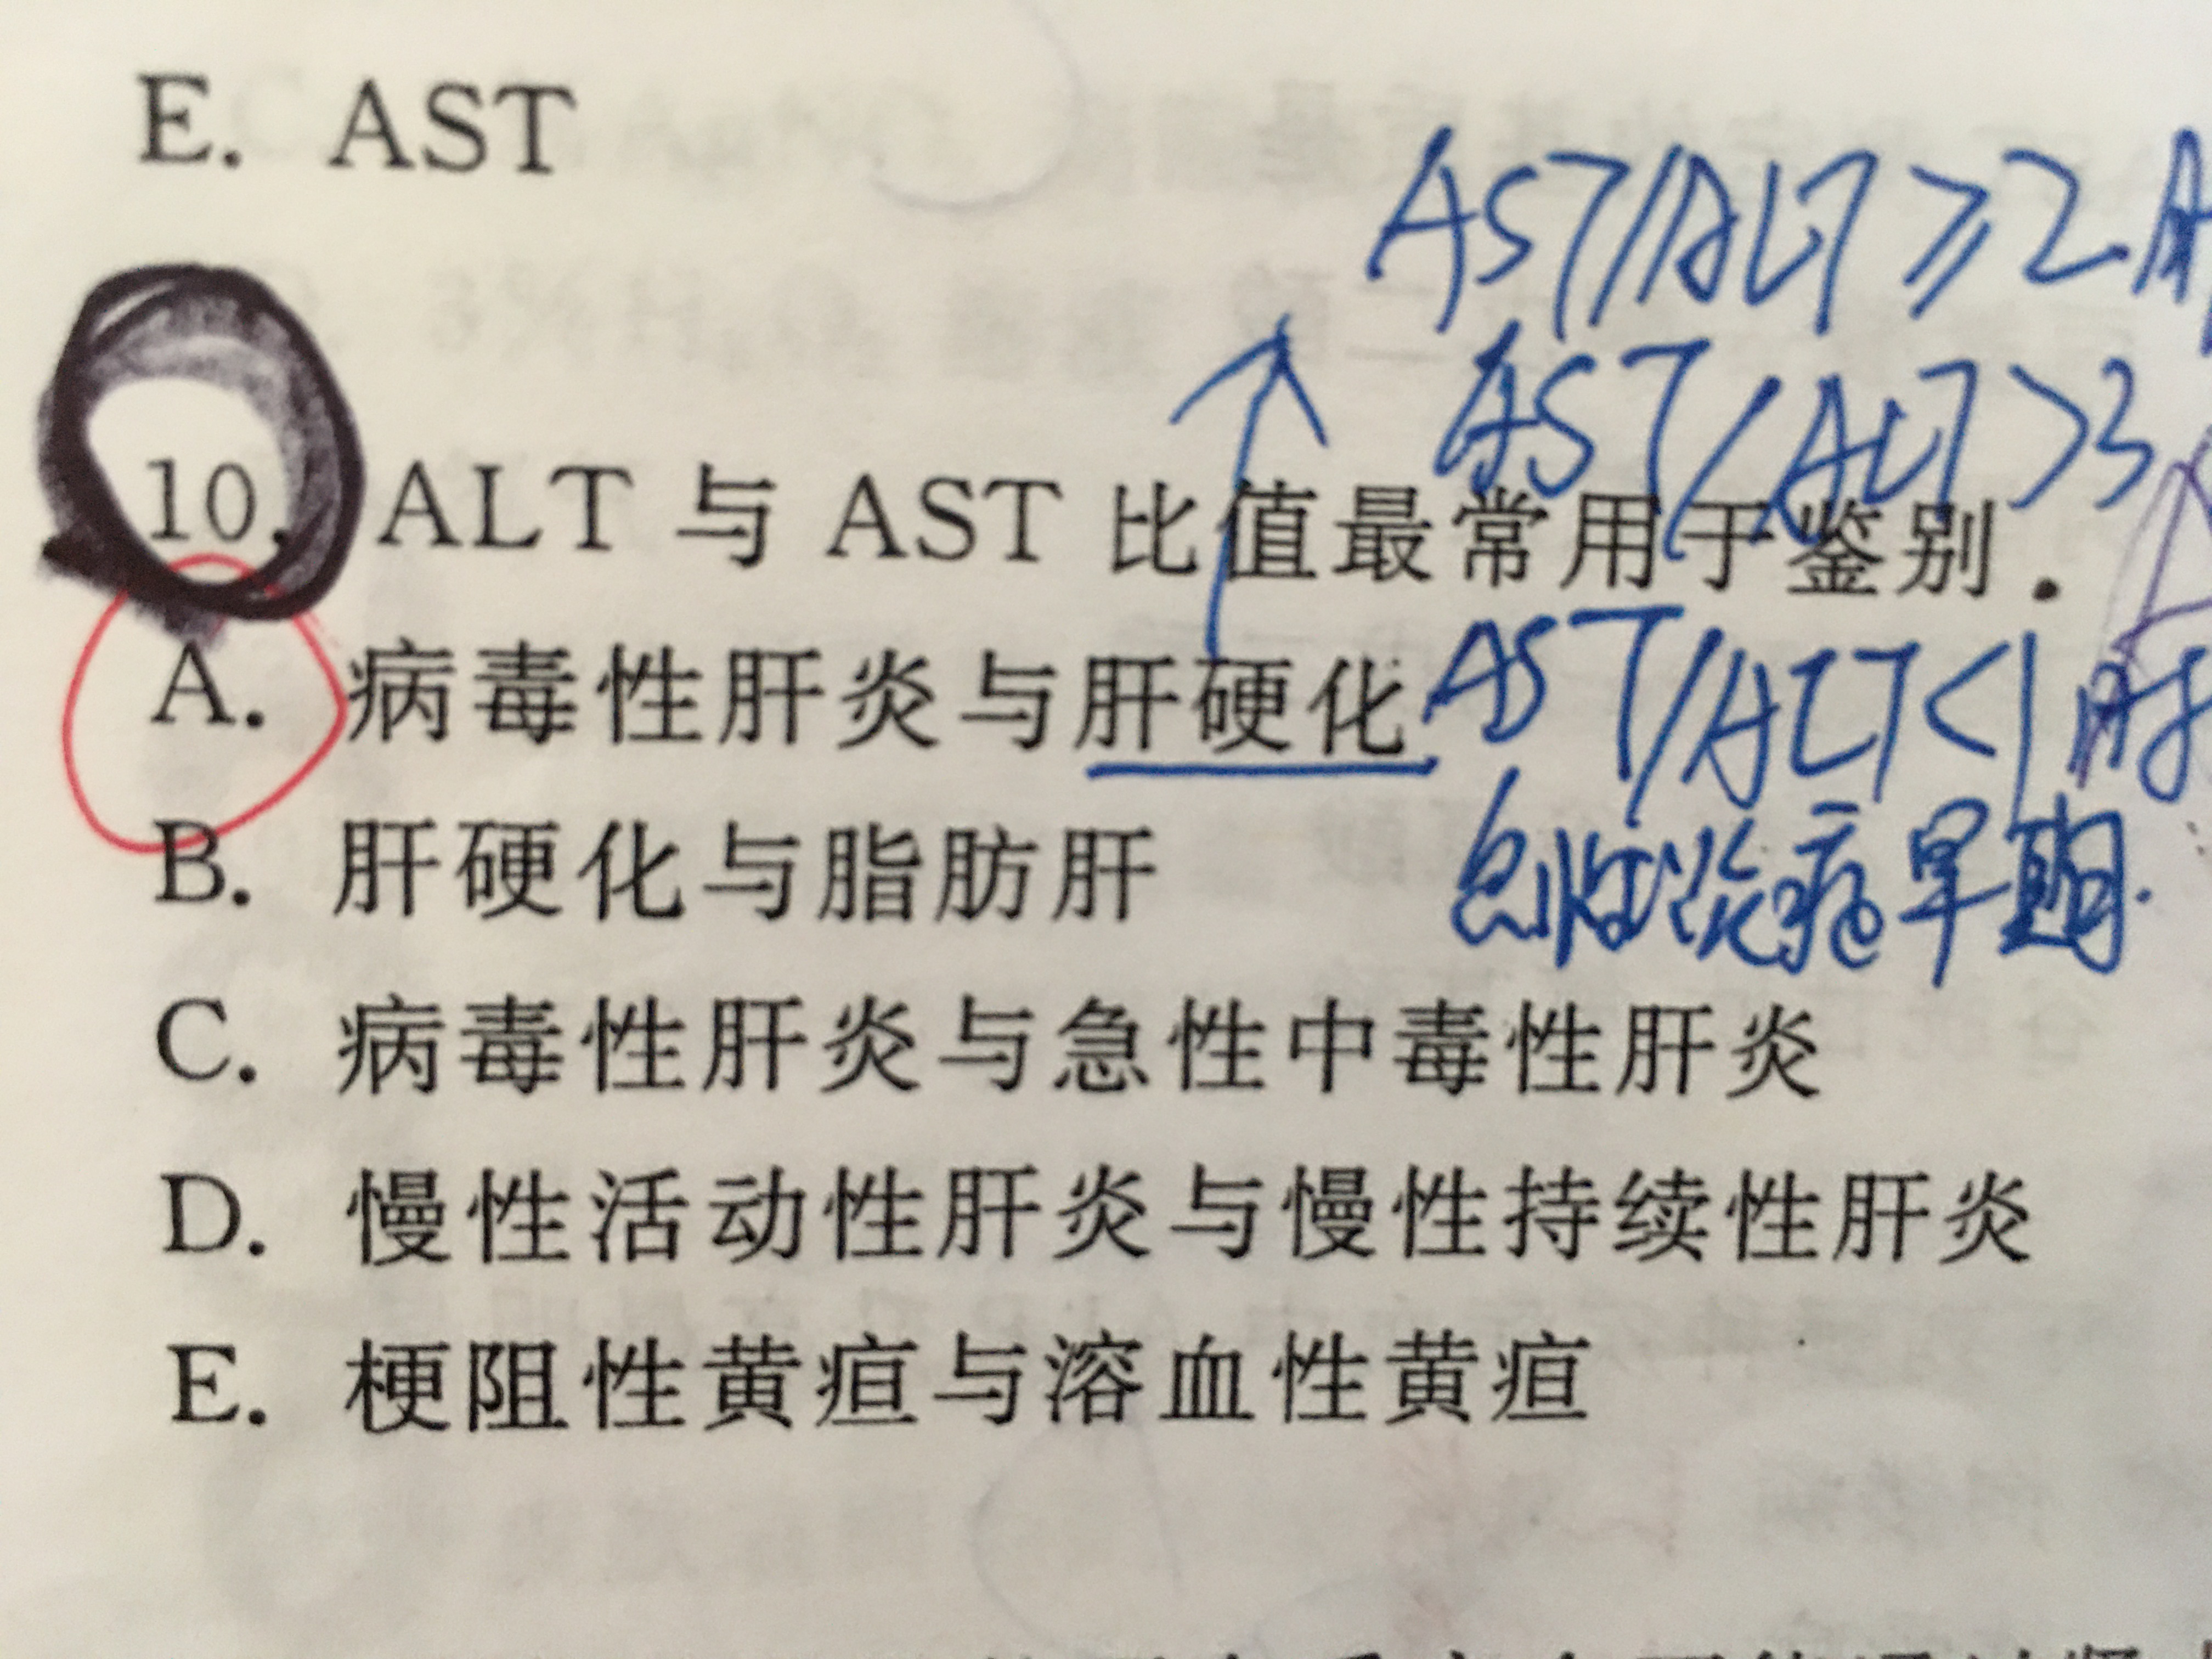 E. AST
AST/ALT≥2
10. ALT 与 AST 比值最常用于鉴别
AST/ALT>3
A. 病毒性肝炎与肝硬化
AST/ALT<1
B. 肝硬化与脂肪肝
C. 病毒性肝炎与急性中毒性肝炎
D. 慢性活动性肝炎与慢性持续性肝炎
E. 梗阻性黄疸与溶血性黄疸